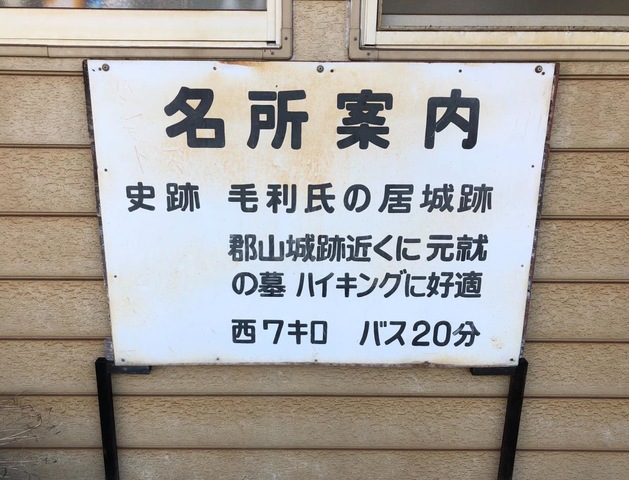 名所案内
史跡 毛利氏の居城跡
郡山城跡近くに元就
の墓 ハイキングに好適
西7キロ バス20分